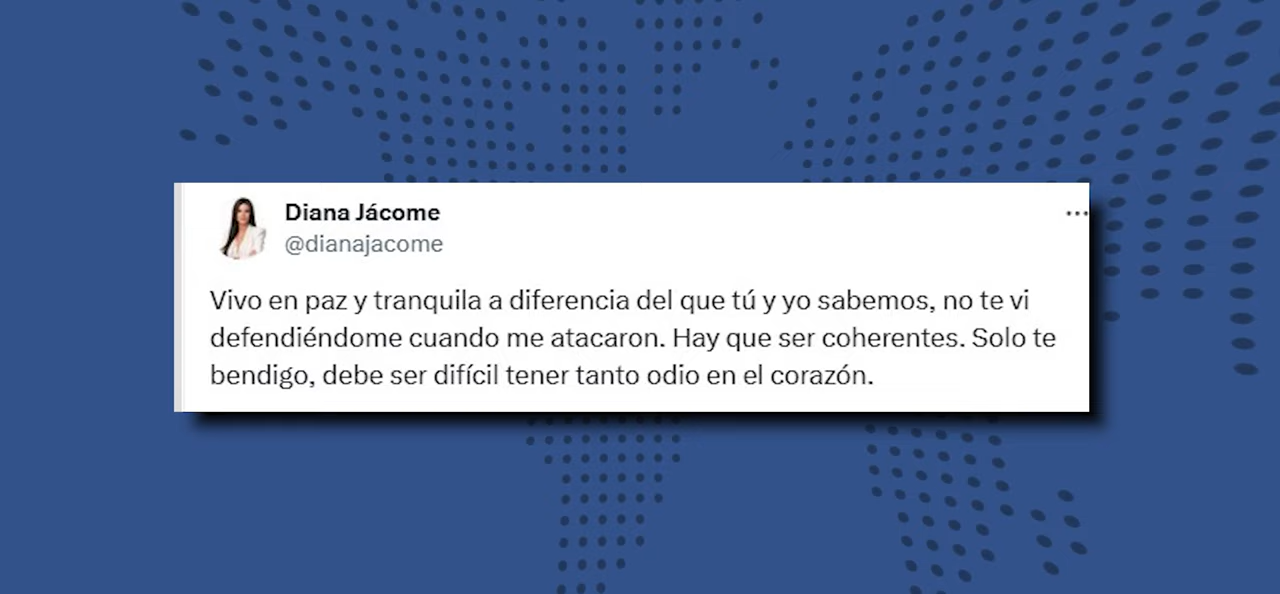 Diana Jácome
@dianajacome
Vivo en paz y tranquila a diferencia del que tú y yo sabemos, no te vi
defendiéndome cuando me atacaron. Hay que ser coherentes. Solo te
bendigo, debe ser difícil tener tanto odio en el corazón.